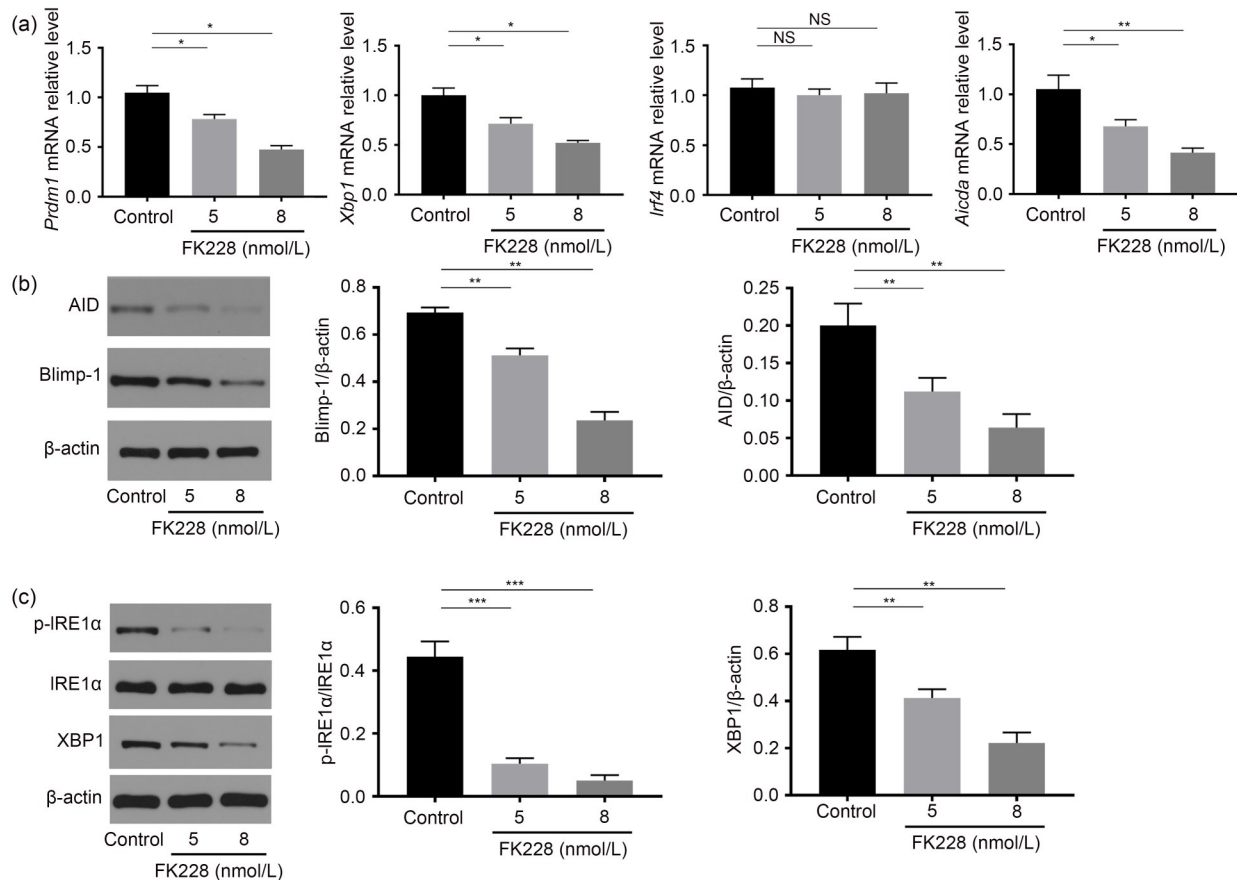 (a)
Prdm1 mRNA relative level
1.5
1.0
0.5
0.0
*
*
Control
5
8
FK228 (nmol/L)
Xbp1 mRNA relative level
1.5
1.0
0.5
0.0
*
*
Control
5
8
FK228 (nmol/L)
Irf4 mRNA relative level
1.5
1.0
0.5
0.0
NS
NS
Control
5
8
FK228 (nmol/L)
Aicda mRNA relative level
1.5
1.0
0.5
0.0
**
*
Control
5
8
FK228 (nmol/L)
(b)
AID
Blimp-1
β-actin
Control
5
8
FK228 (nmol/L)
Blimp-1/β-actin
0.8
0.6
0.4
0.2
0.0
**
**
Control
5
8
FK228 (nmol/L)
AID/β-actin
0.25
0.20
0.15
0.10
0.05
0.00
**
**
Control
5
8
FK228 (nmol/L)
(c)
p-IRE1α
IRE1α
XBP1
β-actin
Control
5
8
FK228 (nmol/L)
p-IRE1α/IRE1α
0.6
0.4
0.2
0.0
***
***
Control
5
8
FK228 (nmol/L)
XBP1/β-actin
0.8
0.6
0.4
0.2
0.0
**
**
Control
5
8
FK228 (nmol/L)